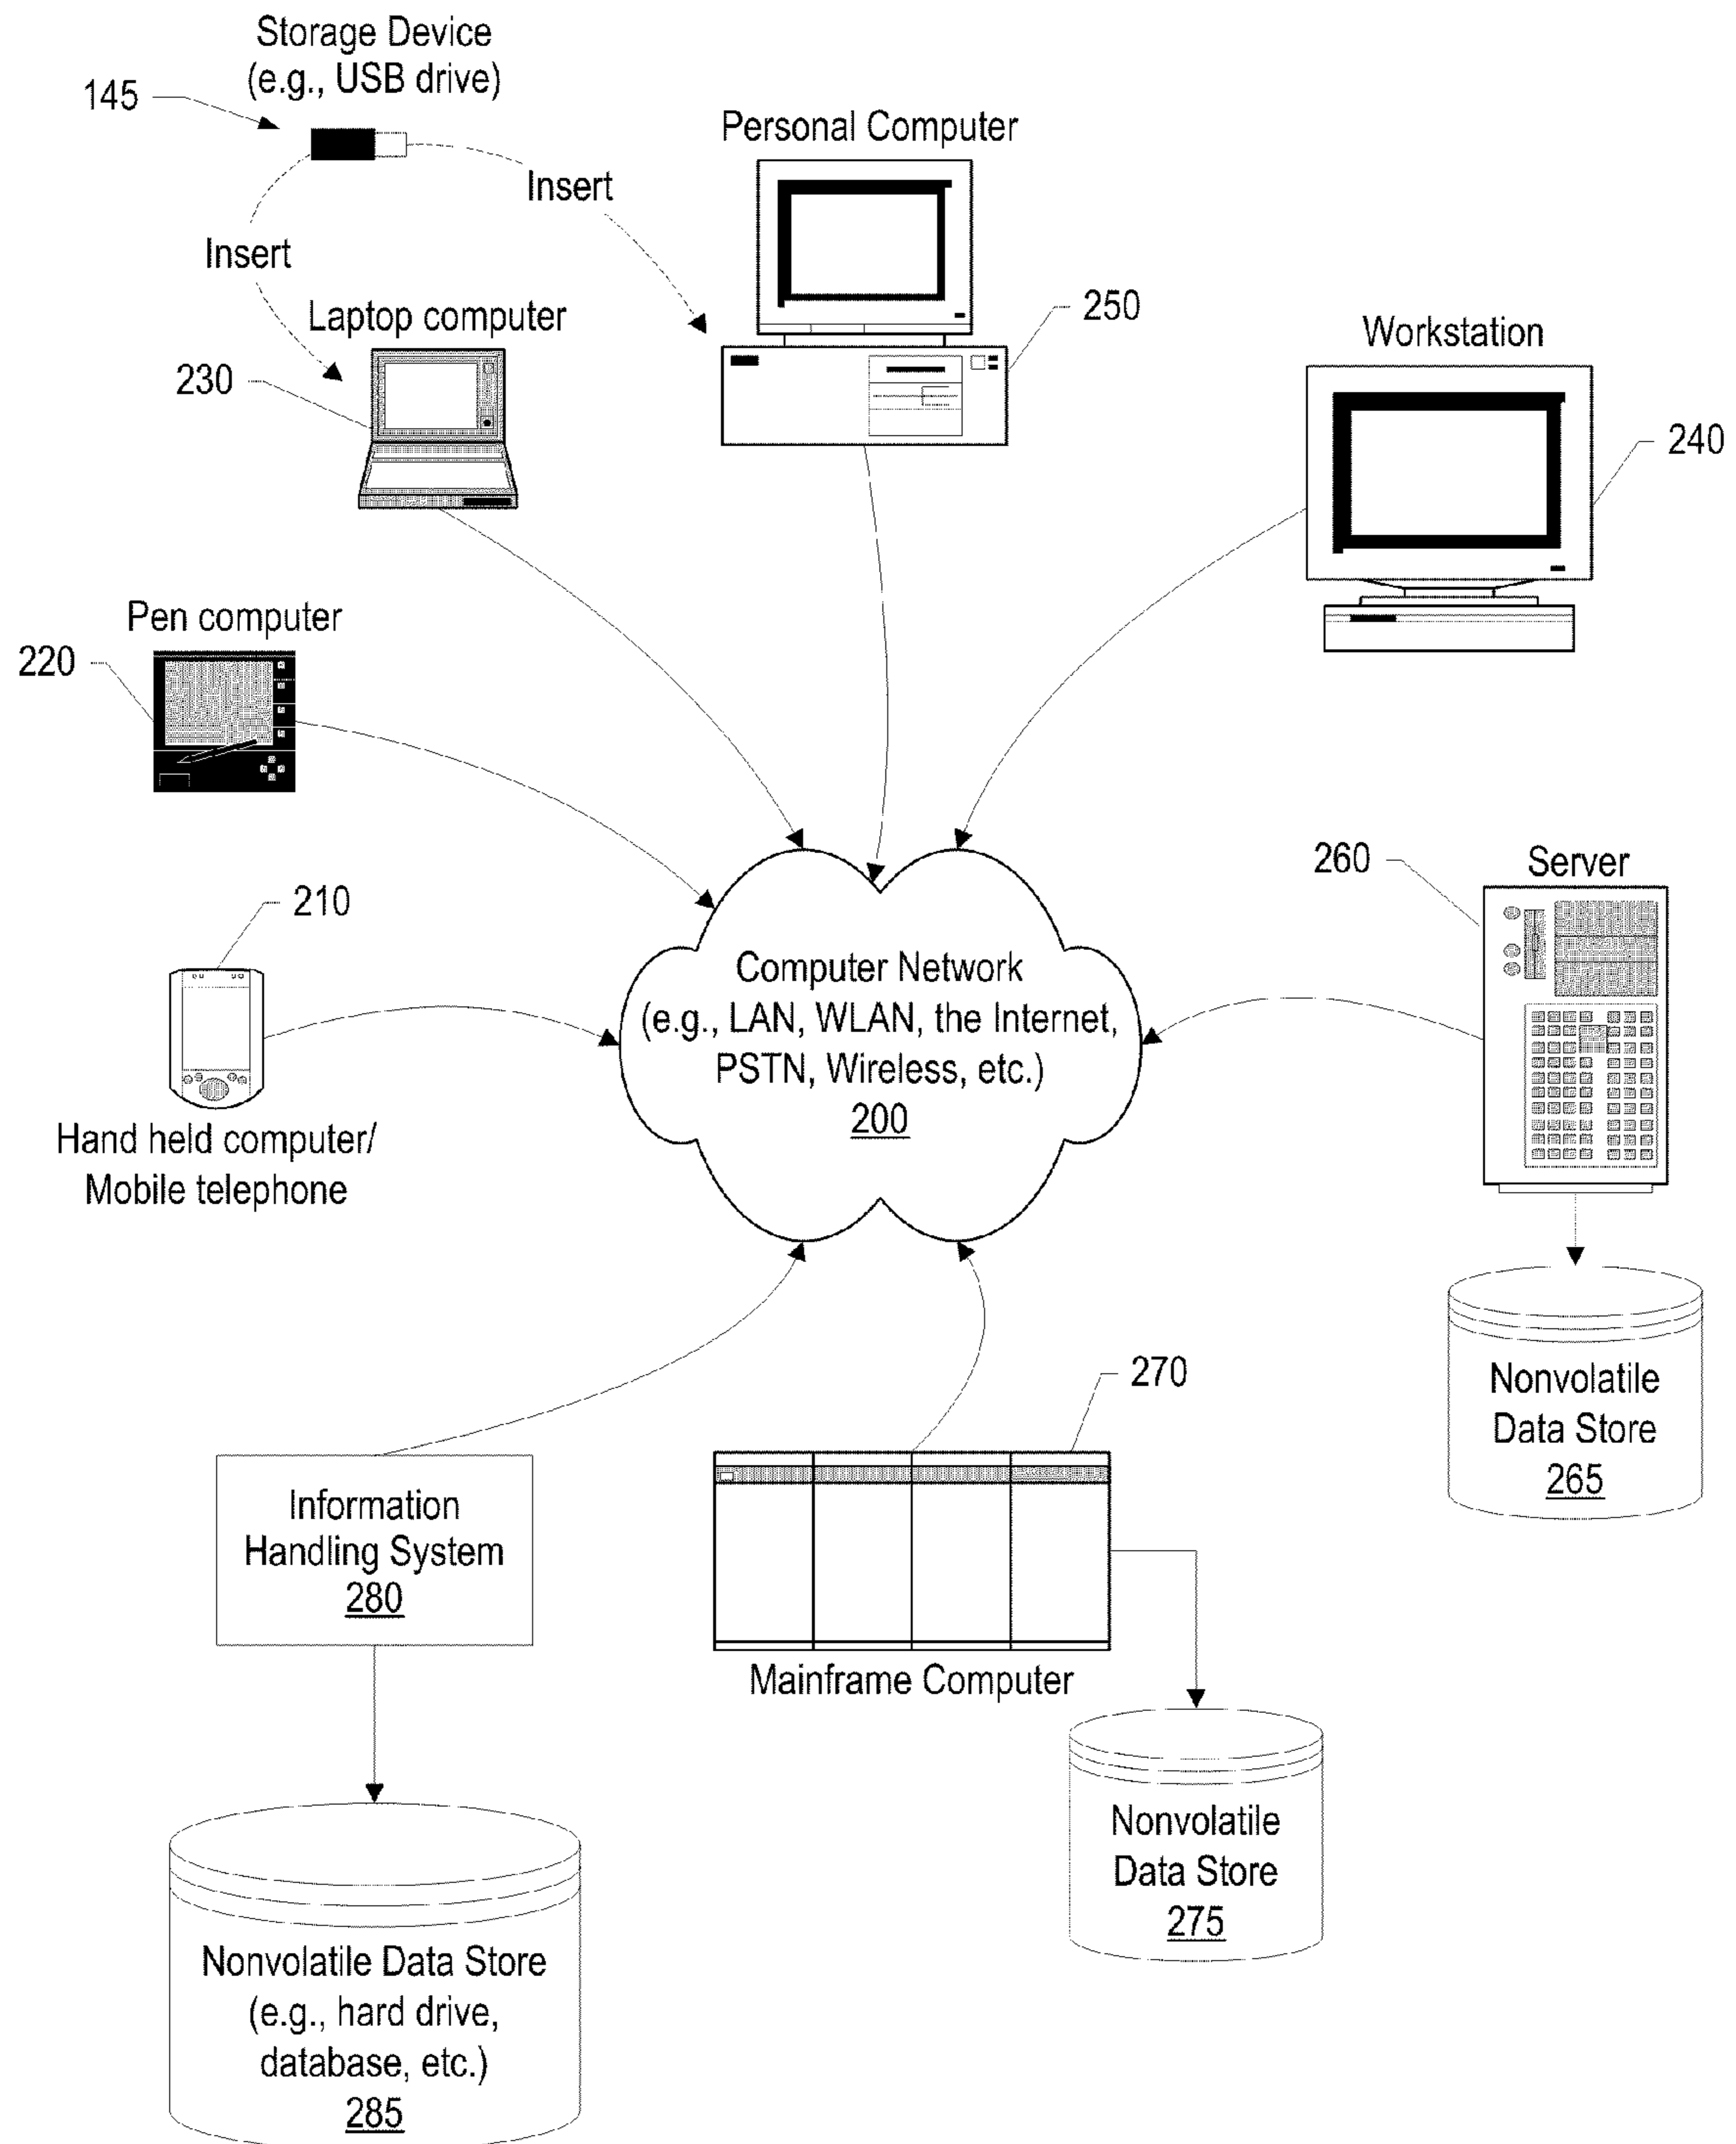 Storage Device
(e.g., USB drive)
145
Personal Computer
Insert
Insert
Laptop computer
250
Workstation
230
240
Pen computer
220
260
Server
210
Computer Network
(e.g., LAN, WLAN, the Internet,
PSTN, Wireless, etc.)
200
Hand held computer/
Mobile telephone
270
Nonvolatile
Data Store
265
Information
Handling System
280
Mainframe Computer
Nonvolatile
Data Store
275
Nonvolatile Data Store
(e.g., hard drive,
database, etc.)
285